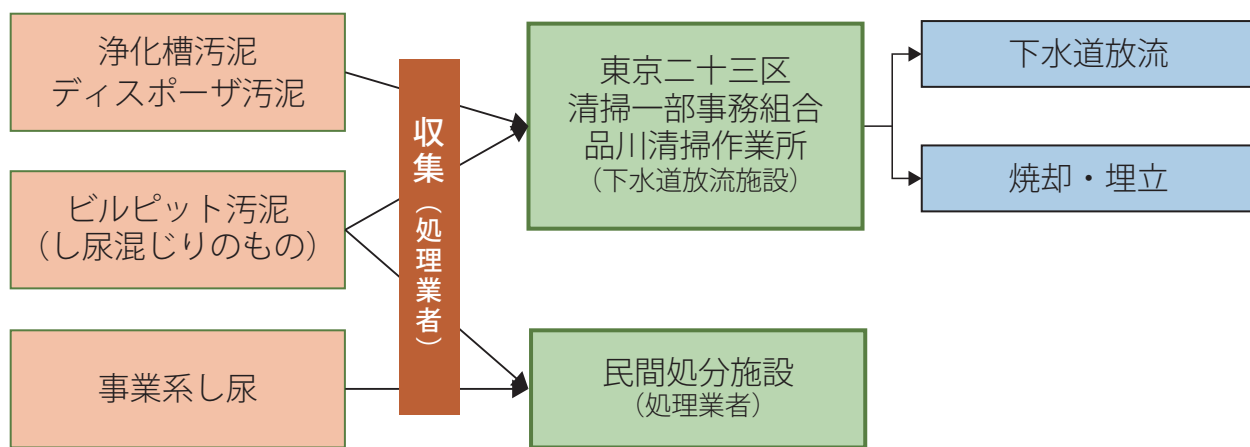 浄化槽汚泥
ディスポーザ汚泥
ビルピット汚泥
（し尿混じりのもの）
事業系し尿
収集（処理業者）
東京二十三区
清掃一部事務組合
品川清掃作業所
（下水道放流施設）
民間処分施設
（処理業者）
下水道放流
焼却・埋立